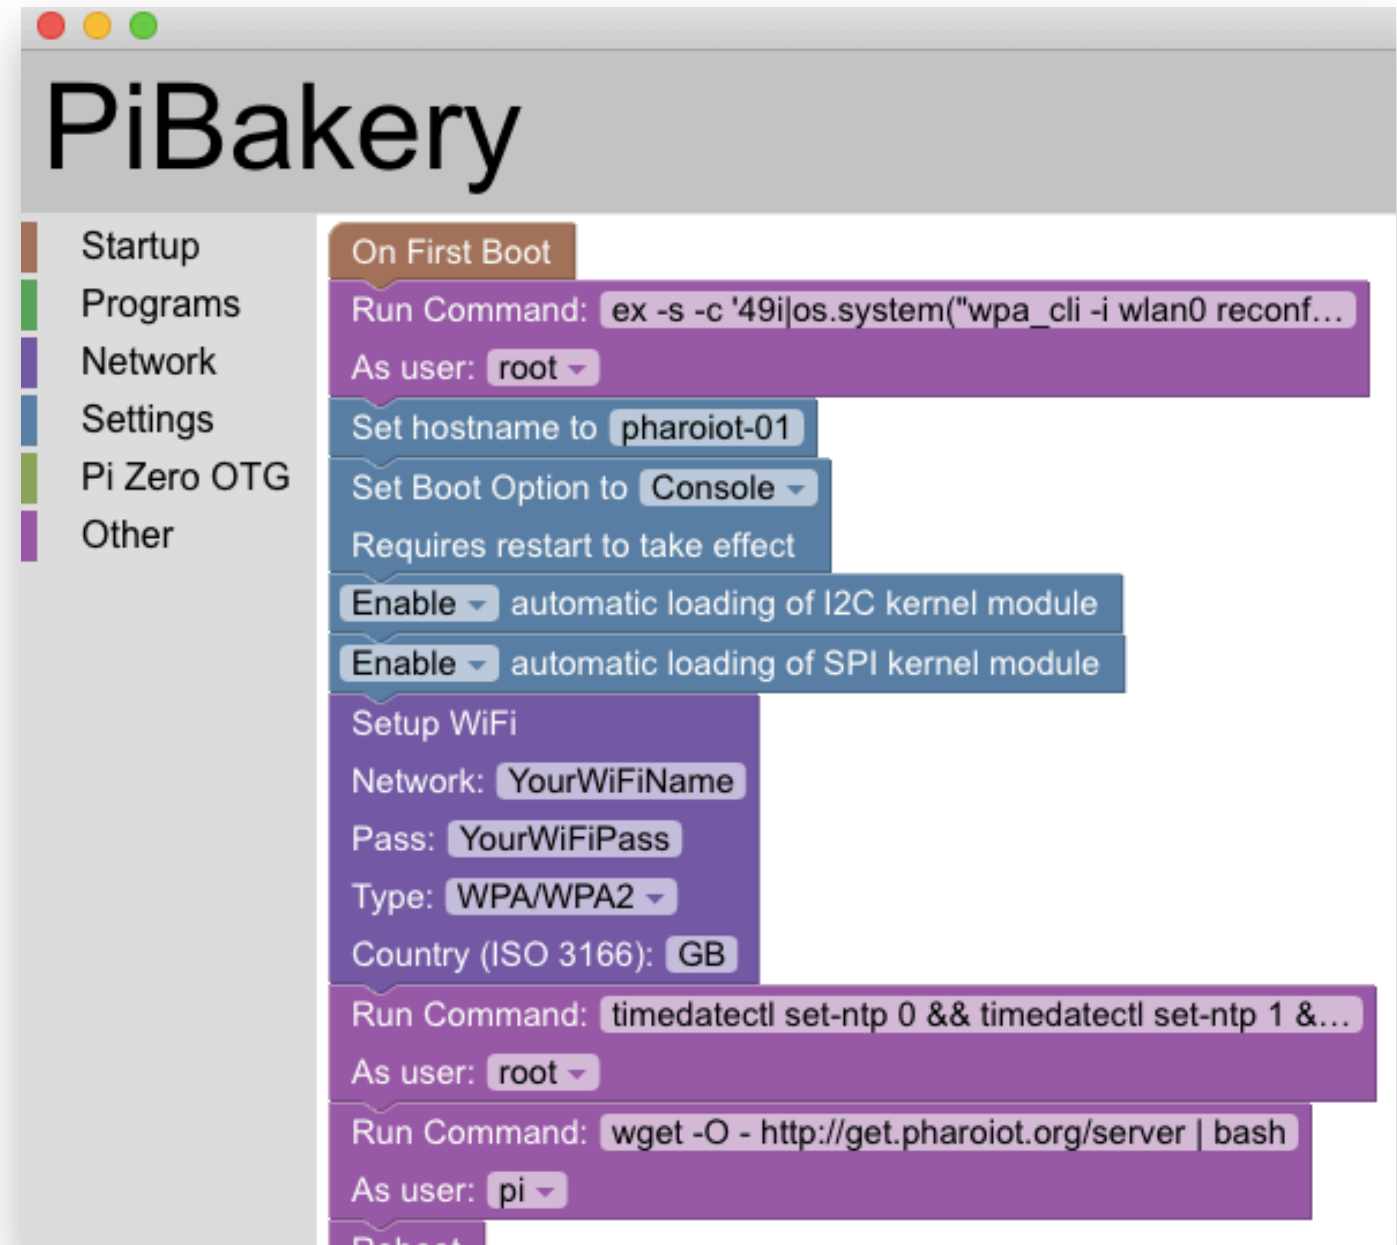 PiBakery
Startup
Programs
Network
Settings
Pi Zero OTG
Other
On First Boot
Run Command: ex -s -c '49i|os.system("wpa_cli -i wlan0 reconf...
As user: root
Set hostname to pharoiot-01
Set Boot Option to Console
Requires restart to take effect
Enable automatic loading of I2C kernel module
Enable automatic loading of SPI kernel module
Setup WiFi
Network: YourWiFiName
Pass: YourWiFiPass
Type: WPA/WPA2
Country (ISO 3166): GB
Run Command: timedatectl set-ntp 0 && timedatectl set-ntp 1 &...
As user: root
Run Command: wget -O - http://get.pharoiot.org/server | bash
As user: pi
Reboot